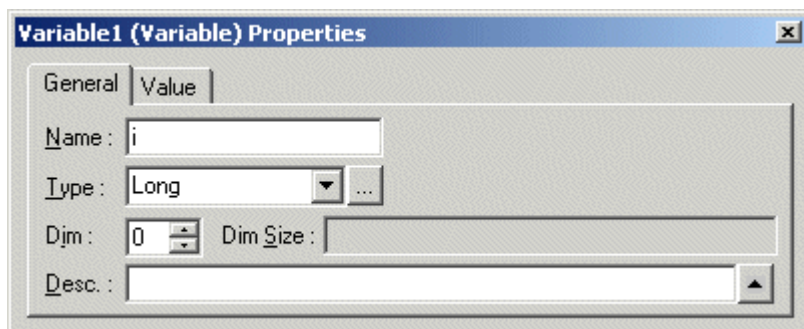 Variable1 (Variable) Properties
General Value
Name : i
Type : Long ...
Dim : 0 Dim Size :
Desc. :